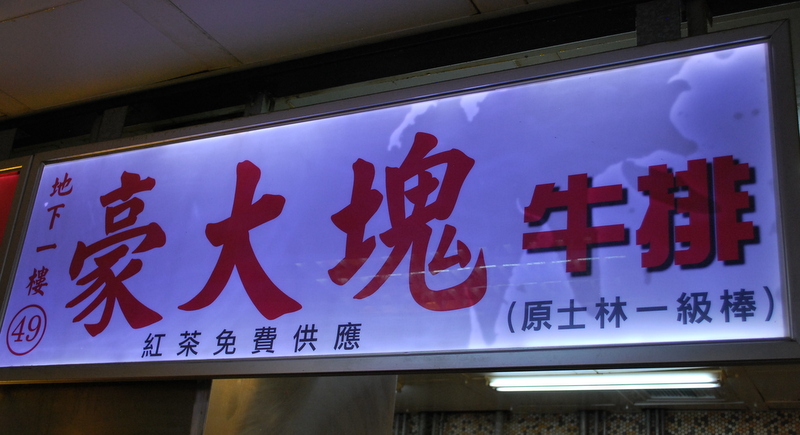 地下一樓
49
豪大塊牛排
紅茶免費供應
(原士林一級棒)